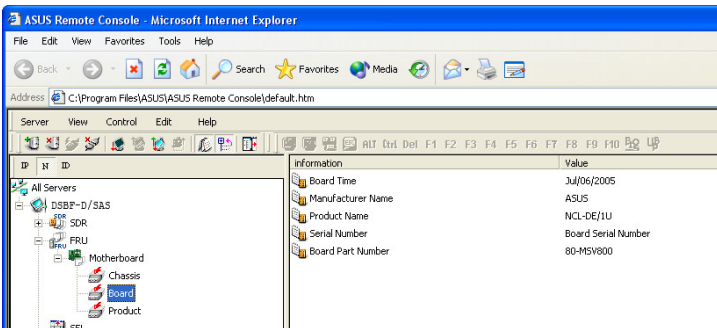 ASUS Remote Console - Microsoft Internet Explorer
File Edit View Favorites Tools Help
Back Search Favorites Media
Address C:\Program Files\ASUS\ASUS Remote Console\default.htm
Server View Control Edit Help
ALT Ctrl Del F1 F2 F3 F4 F5 F6 F7 F8 F9 F10
IP N ID
information Value
All Servers
Board Time Jul/06/2005
DSBF-D/SAS
Manufacturer Name ASUS
SDR SDR
Product Name NCL-DE/1U
FRU FRU
Serial Number Board Serial Number
Motherboard
Board Part Number 80-MSV800
Chassis
Board
Product
SEL